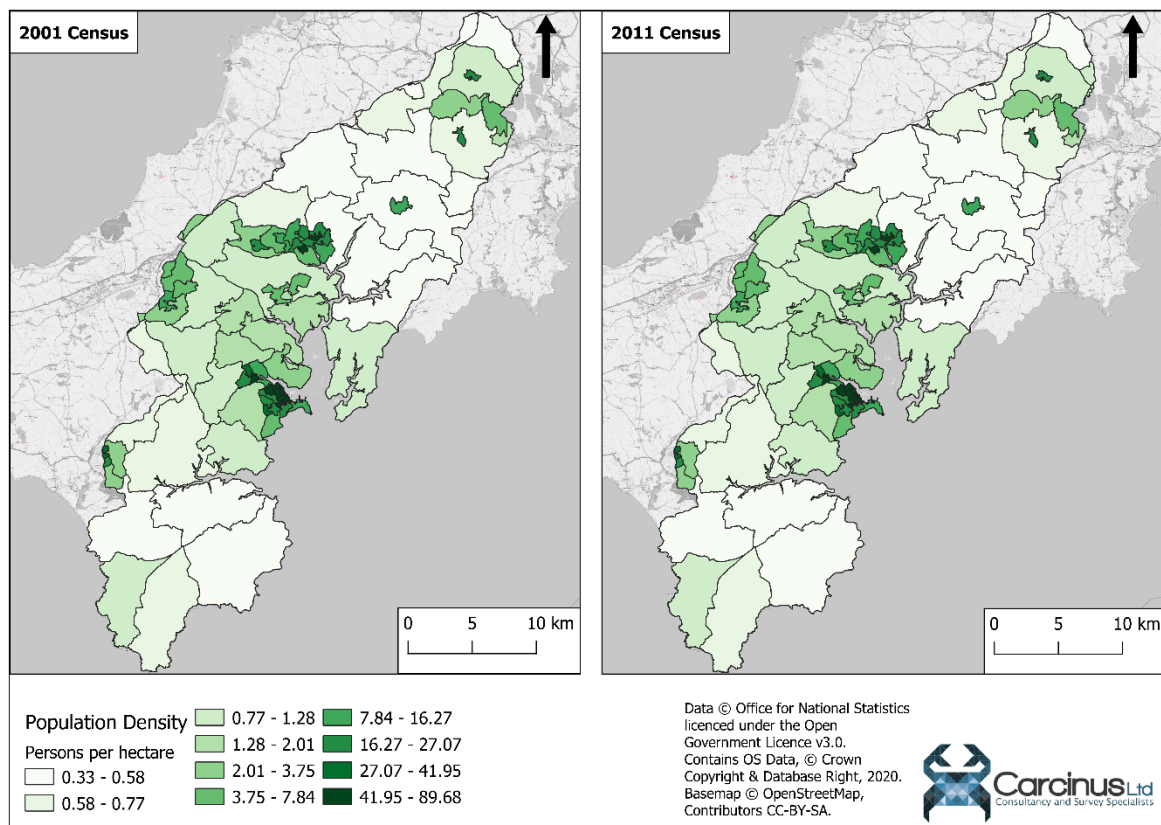 2001 Census
0 5 10 km
2011 Census
0 5 10 km
Population Density
Persons per hectare
0.33 - 0.58
0.58 - 0.77
0.77 - 1.28
1.28 - 2.01
2.01 - 3.75
3.75 - 7.84
7.84 - 16.27
16.27 - 27.07
27.07 - 41.95
41.95 - 89.68
Data © Office for National Statistics
licenced under the Open
Government Licence v3.0.
Contains OS Data, © Crown
Copyright & Database Right, 2020.
Basemap © OpenStreetMap,
Contributors CC-BY-SA.
Carcinus Ltd
Consultancy and Survey Specialists